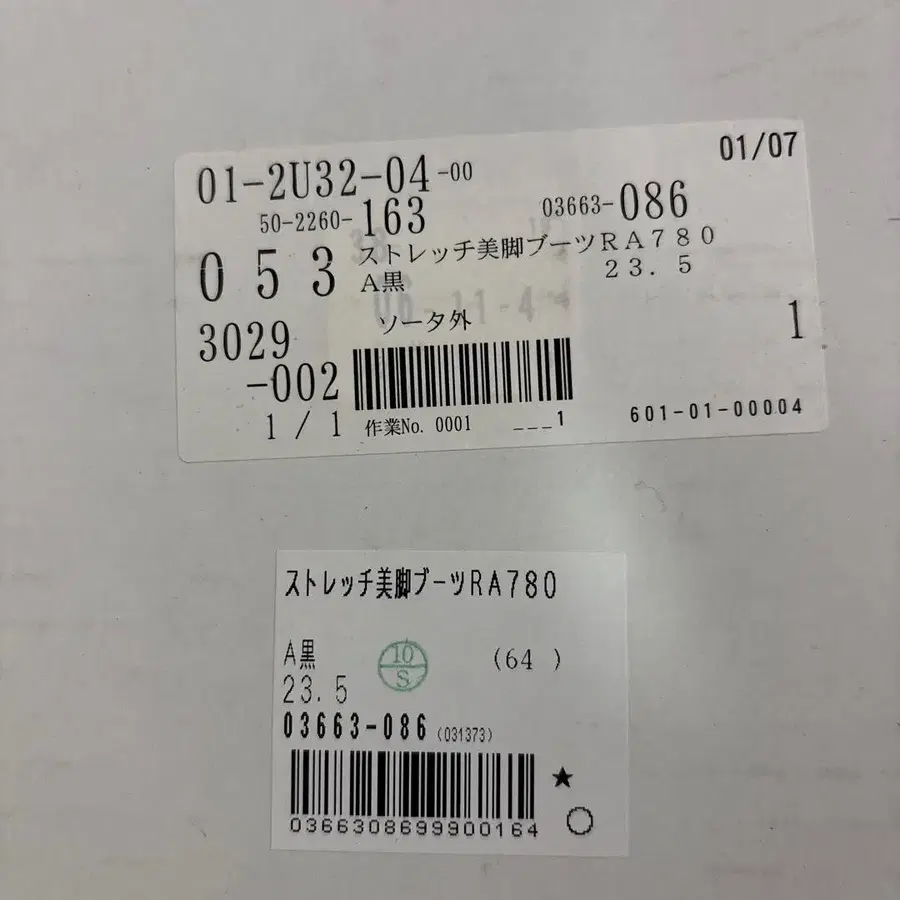 01/07
01-2U32-04-00
50-2260-163 03663-086
053 ストレッチ美脚ブーツRA780
A黒 23.5
ソータ外
3029
-002
1
1/1 作業No. 0001 ___1 601-01-00004
ストレッチ美脚ブーツRA780
A黒 10 S (64 )
23.5
03663-086 (031373)
★
0366308699900164 ○